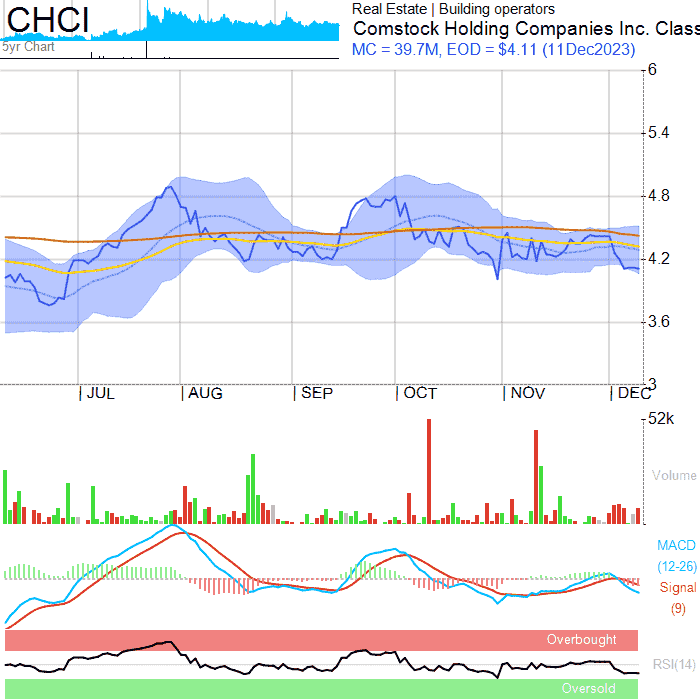 CHCI
5yr Chart
Real Estate | Building operators
Comstock Holding Companies Inc. Class
MC = 39.7M, EOD = $4.11 (11Dec2023)
6
5.4
4.8
4.2
3.6
3
JUL AUG SEP OCT NOV DEC
52k
Volume
MACD
(12-26)
Signal
(9)
Overbought
RSI(14)
Oversold